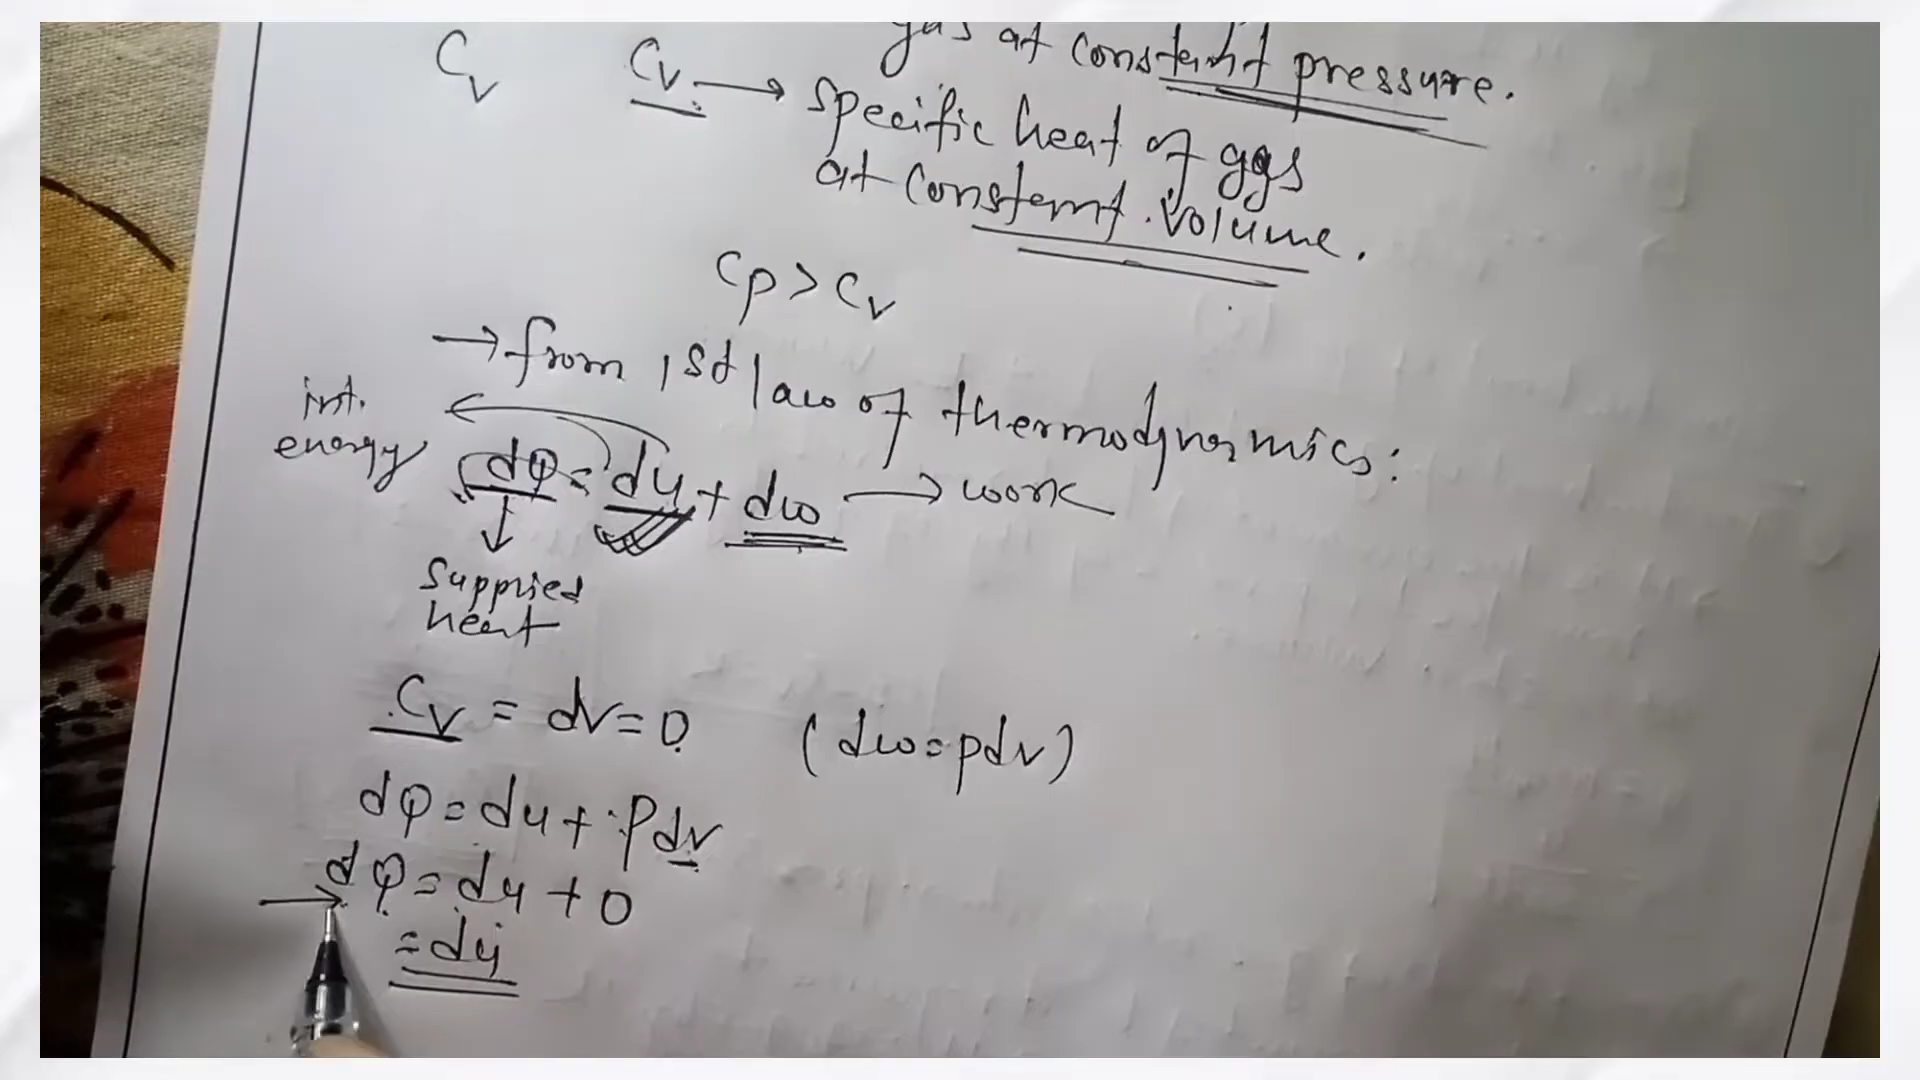 gas at constant pressure.
Cv Cv → specific heat of gas
at constant volume.
Cp > Cv
→ from 1st law of thermodynamics:
int.
energy
dQ = du + dw → work
↓
Supplied
heat
Cv = dv = 0 (dw = pdv)
dQ = du + Pdv
dQ = du + 0
→
= du